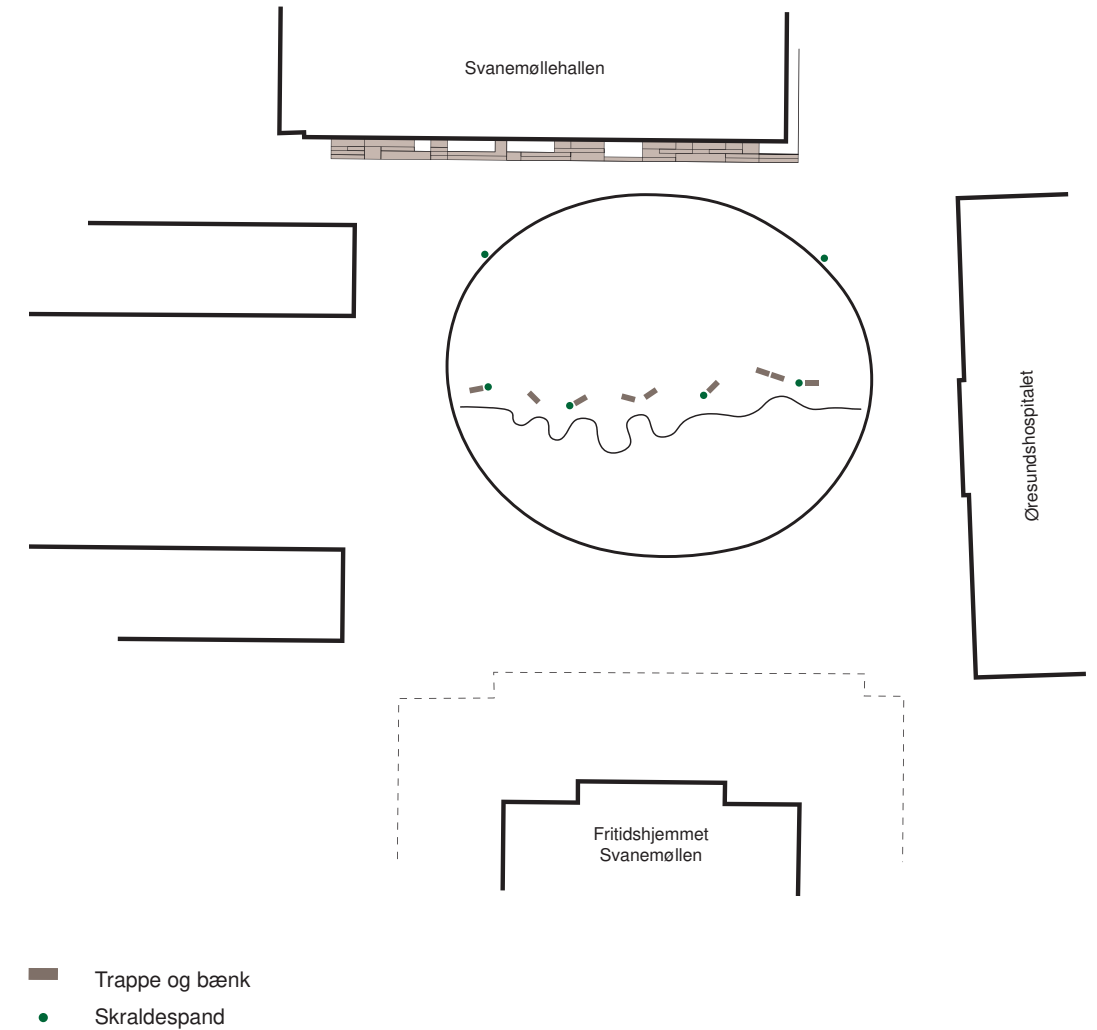 Svanemøllehallen
Øresundshospitalet
Fritidshjemmet
Svanemøllen
Trappe og bænk
Skraldespand